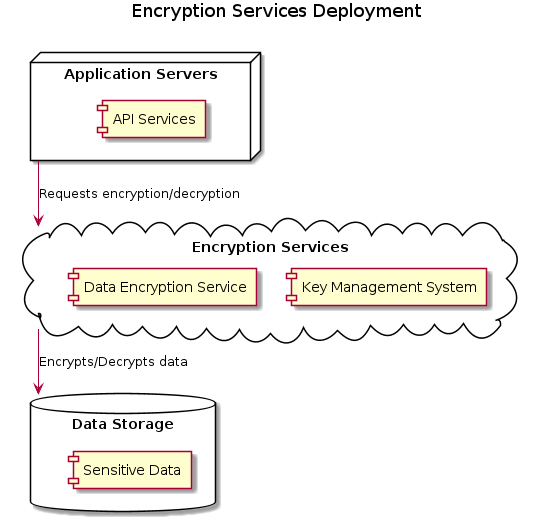 Encryption Services Deployment
Application Servers
API Services
Requests encryption/decryption
Encryption Services
Data Encryption Service
Key Management System
Encrypts/Decrypts data
Data Storage
Sensitive Data